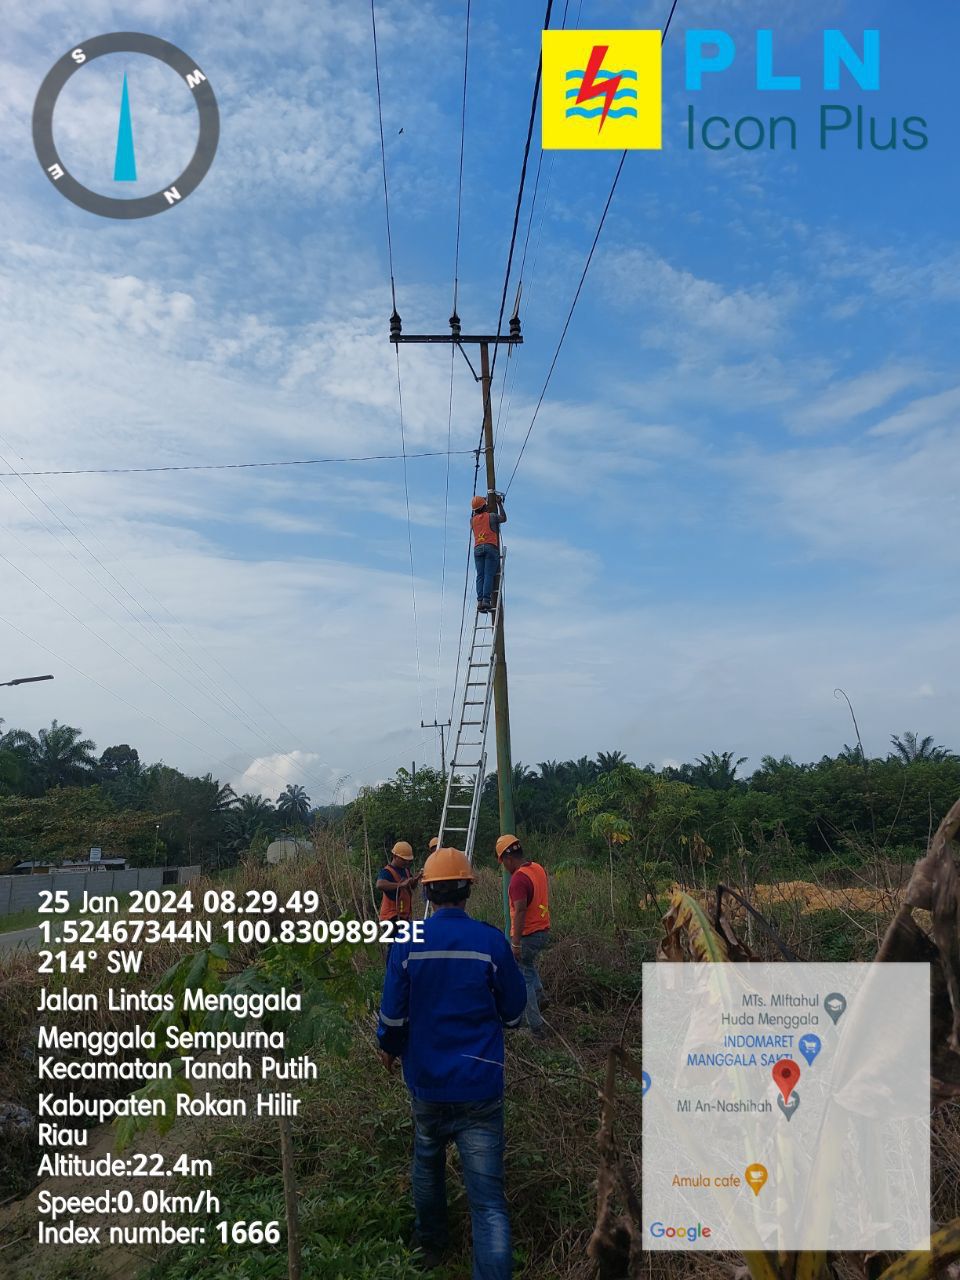 S
W
E
N
PLN
Icon Plus
25 Jan 2024 08.29.49
1.52467344N 100.83098923E
214° SW
Jalan Lintas Menggala
Menggala Sempurna
Kecamatan Tanah Putih
Kabupaten Rokan Hilir
Riau
Altitude:22.4m
Speed:0.0km/h
Index number: 1666
MTs. MIftahul
Huda Menggala
INDOMARET
MANGGALA SAKTI
MI An-Nashihah
Amula cafe
Google